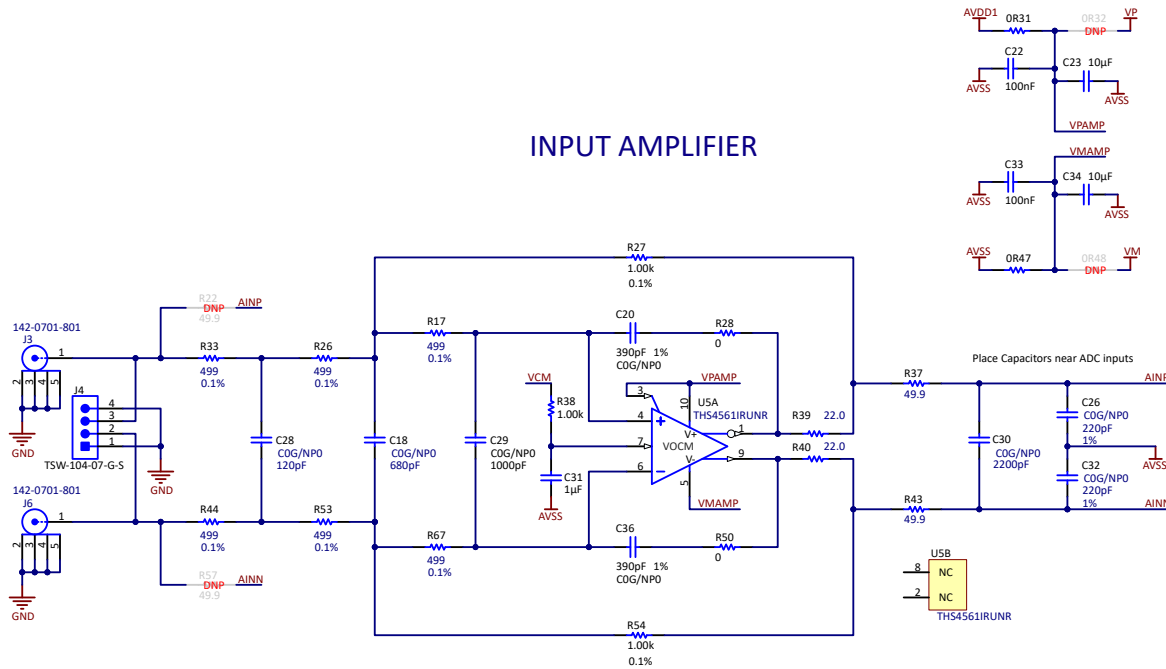 AVDD1
0R31
0R32
DNP
VP
C22
100nF
AVSS
C23 10µF
AVSS
VPAMP
INPUT AMPLIFIER
VMAMP
C33
100nF
AVSS
C34 10µF
AVSS
AVSS
0R47
0R48
DNP
VM
R27
1.00k
0.1%
R22
DNP
49.9
AINP
142-0701-801
J3
1
2
3
4
5
GND
R33
499
0.1%
R26
499
0.1%
R17
499
0.1%
C20
390pF 1%
C0G/NP0
R28
0
J4
4
3
2
1
TSW-104-07-G-S
GND
VCM
R38
1.00k
C31
1µF
AVSS
VPAMP
10
3
4
7
6
5
U5A
THS4561IRUNR
V+
VOCM
V-
1
9
VMAMP
R39 22.0
R40 22.0
Place Capacitors near ADC inputs
R37
49.9
AINP
C28
C0G/NP0
120pF
C18
C0G/NP0
680pF
C29
C0G/NP0
1000pF
C30
C0G/NP0
2200pF
C26
C0G/NP0
220pF
1%
AVSS
C32
C0G/NP0
220pF
1%
R43
49.9
AINN
142-0701-801
J6
1
2
3
4
5
GND
R44
499
0.1%
R53
499
0.1%
R67
499
0.1%
C36
390pF 1%
C0G/NP0
R50
0
R57
DNP
49.9
AINN
R54
1.00k
0.1%
U5B
8
NC
2
NC
THS4561IRUNR